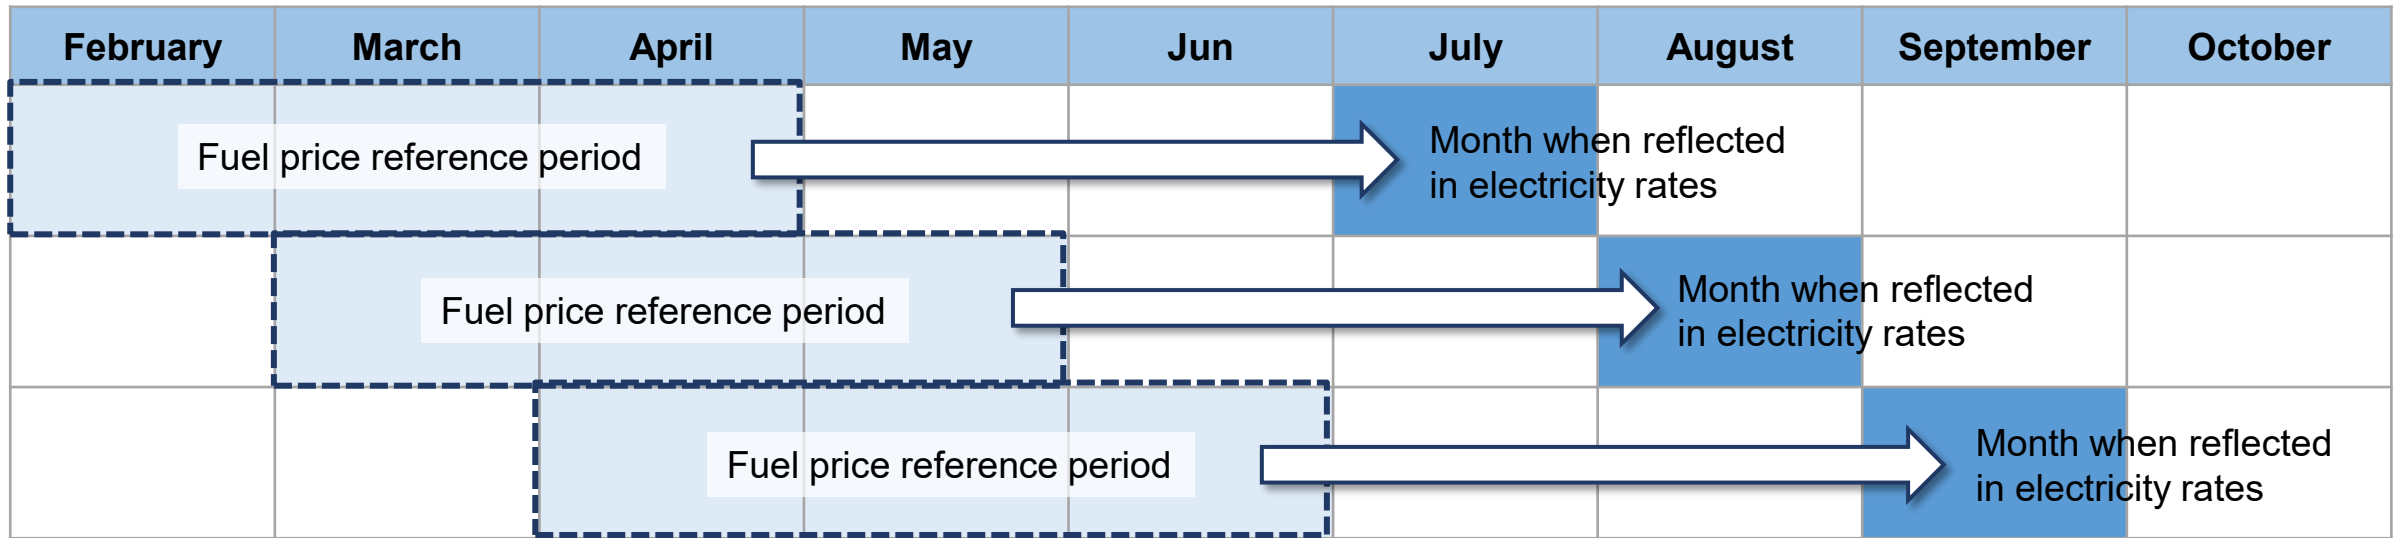 February March April May Jun July August September October
Fuel price reference period
Month when reflected
in electricity rates
Fuel price reference period
Month when reflected
in electricity rates
Fuel price reference period
Month when reflected
in electricity rates